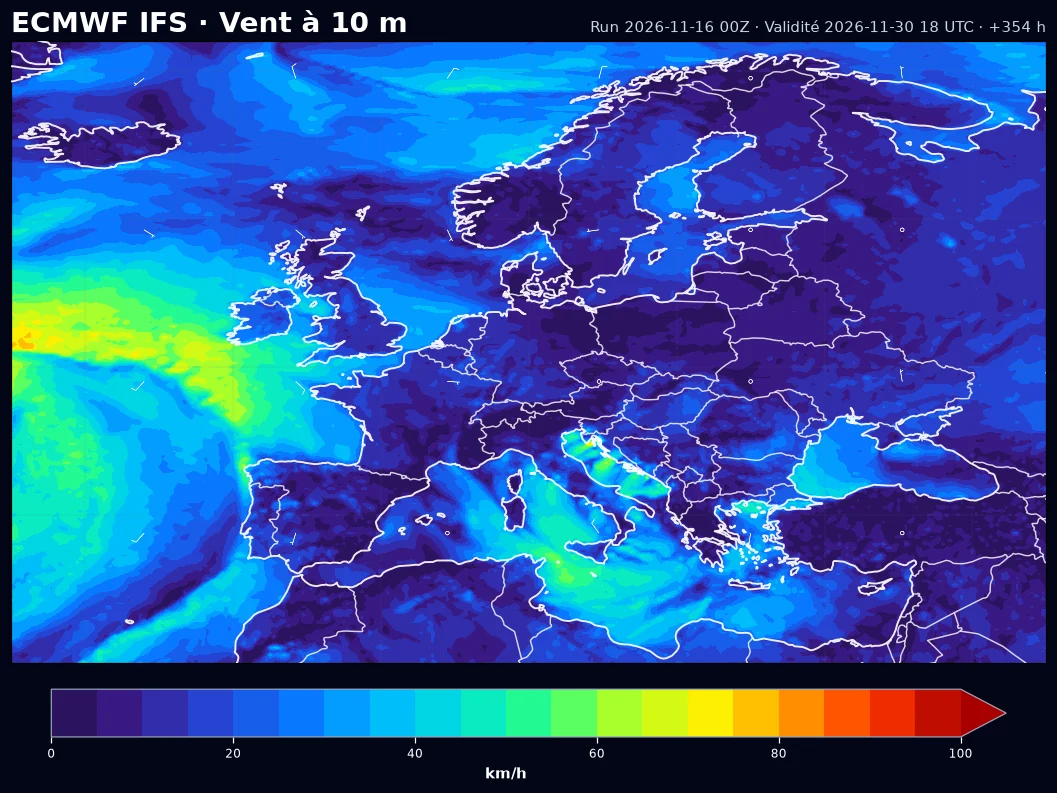 ECMWF IFS · Vent à 10 m
Run 2026-11-16 00Z · Validité 2026-11-30 18 UTC · +354 h
0 20 40 60 80 100
km/h